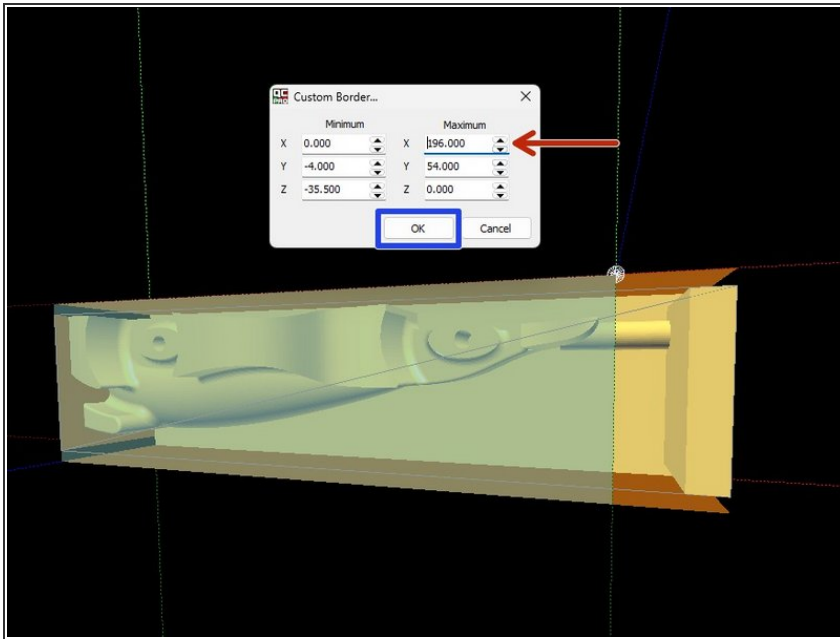 Custom Border...
Minimum Maximum
X 0.000 X 196.000
Y -4.000 Y 54.000
Z -35.500 Z 0.000
OK Cancel